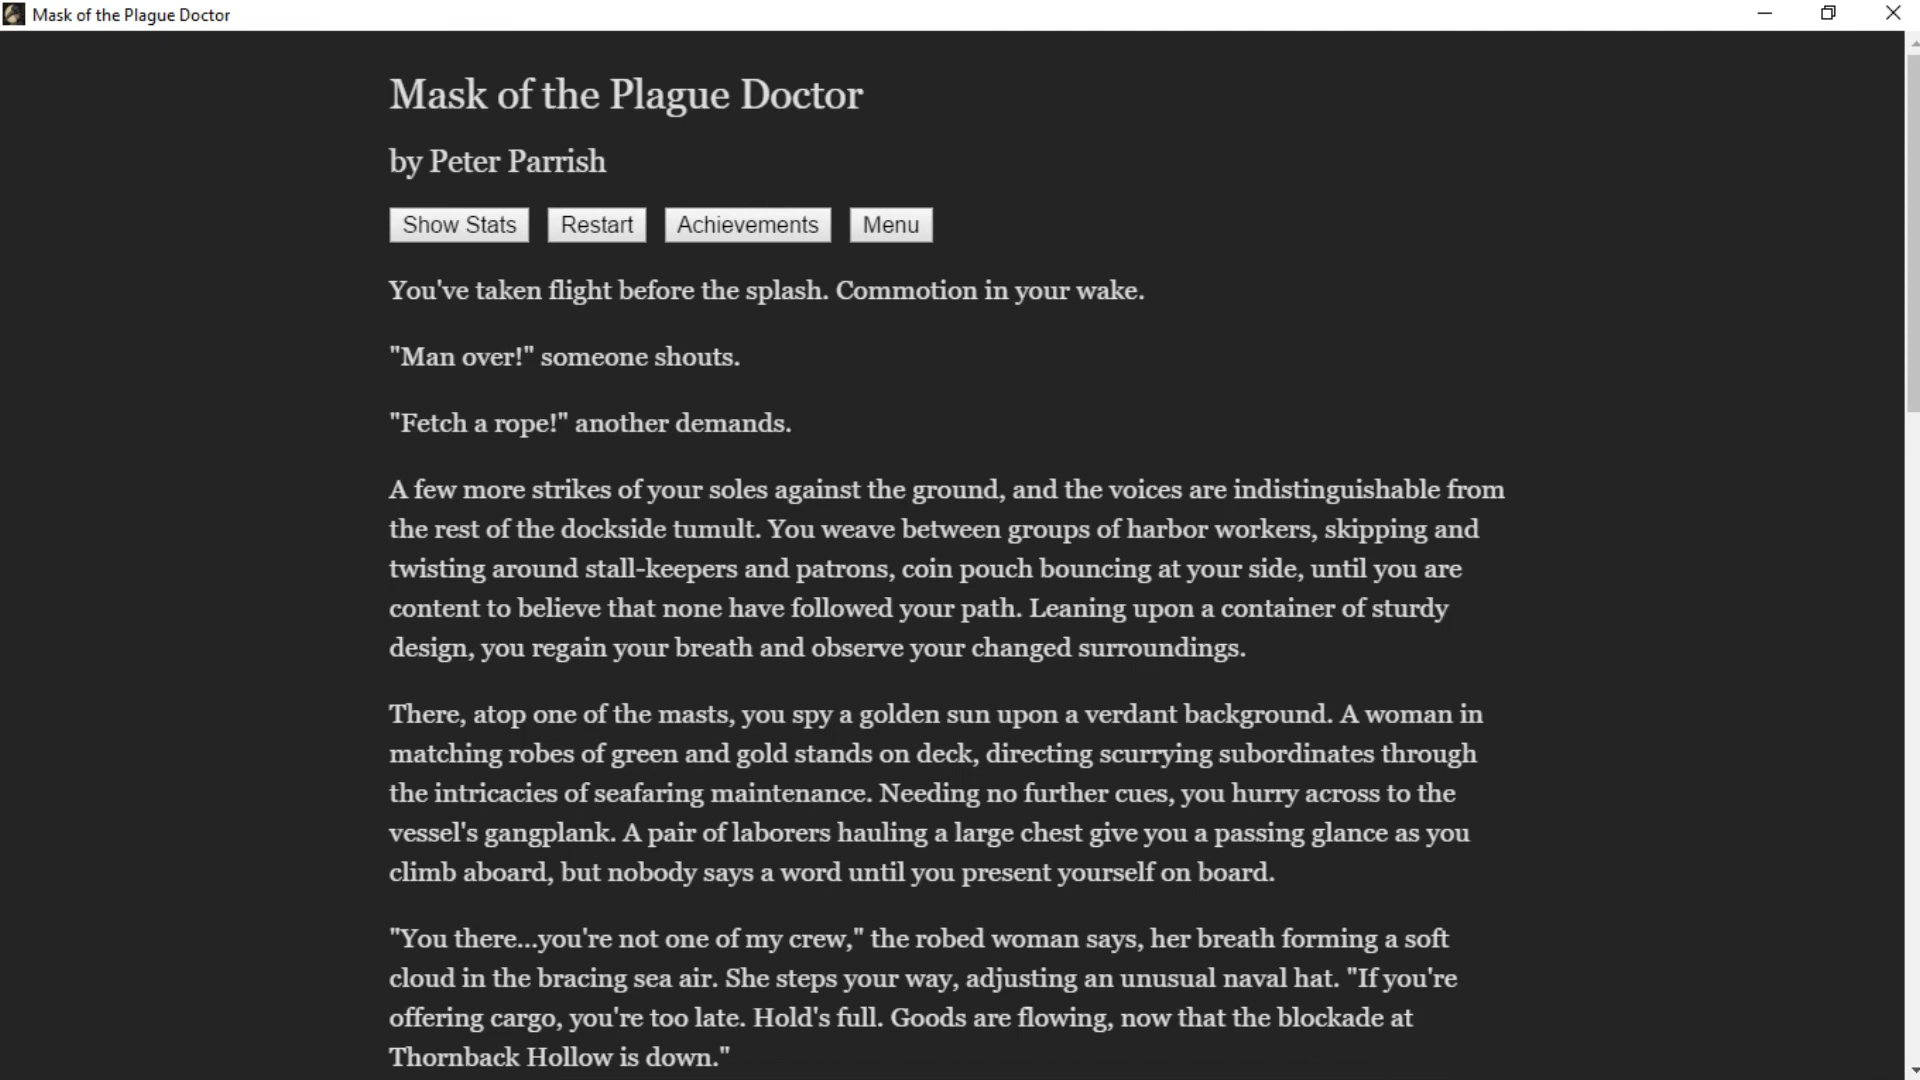 Mask of the Plague Doctor
Mask of the Plague Doctor
by Peter Parrish
Show Stats Restart Achievements Menu
You've taken flight before the splash. Commotion in your wake.
"Man over!" someone shouts.
"Fetch a rope!" another demands.
A few more strikes of your soles against the ground, and the voices are indistinguishable from
the rest of the dockside tumult. You weave between groups of harbor workers, skipping and
twisting around stall-keepers and patrons, coin pouch bouncing at your side, until you are
content to believe that none have followed your path. Leaning upon a container of sturdy
design, you regain your breath and observe your changed surroundings.
There, atop one of the masts, you spy a golden sun upon a verdant background. A woman in
matching robes of green and gold stands on deck, directing scurrying subordinates through
the intricacies of seafaring maintenance. Needing no further cues, you hurry across to the
vessel's gangplank. A pair of laborers hauling a large chest give you a passing glance as you
climb aboard, but nobody says a word until you present yourself on board.
"You there...you're not one of my crew," the robed woman says, her breath forming a soft
cloud in the bracing sea air. She steps your way, adjusting an unusual naval hat. "If you're
offering cargo, you're too late. Hold's full. Goods are flowing, now that the blockade at
Thornback Hollow is down."